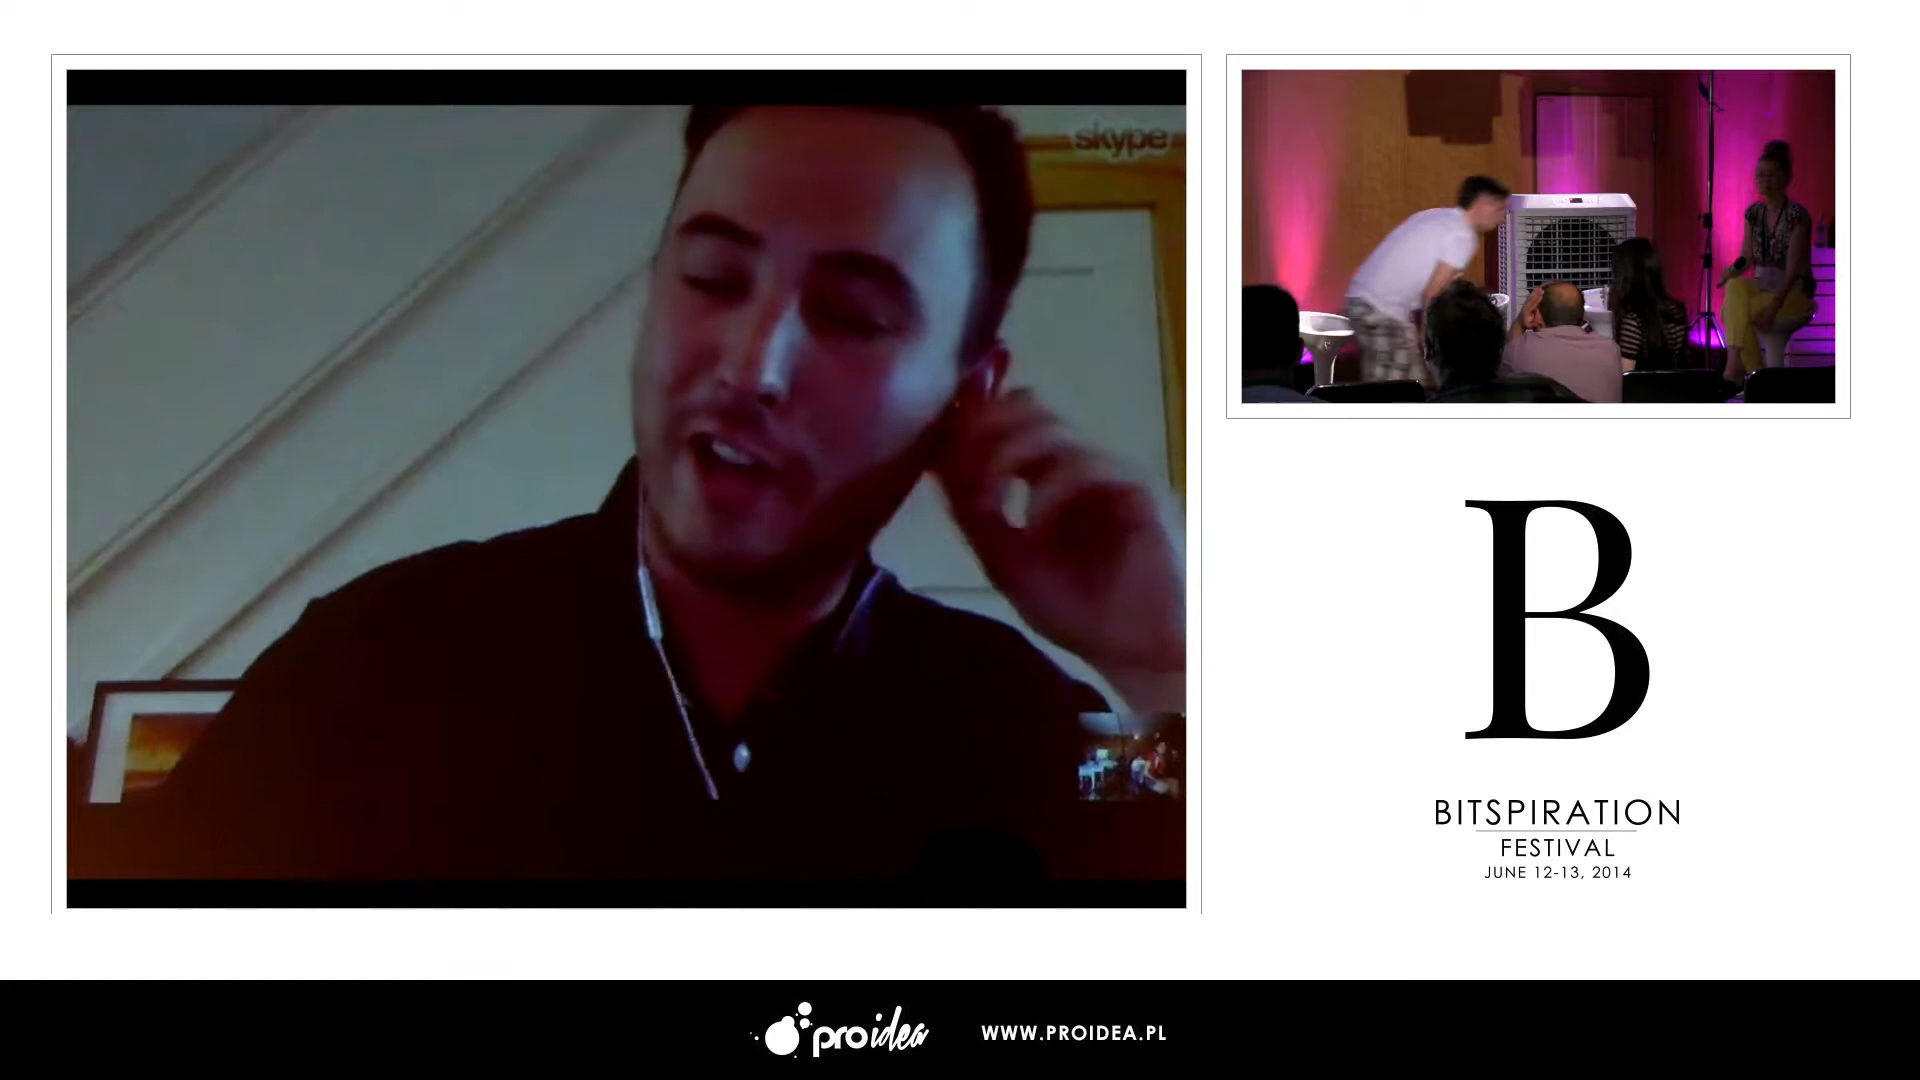 skype
B
BITSPIRATION
FESTIVAL
JUNE 12-13, 2014
proidea
WWW.PROIDEA.PL